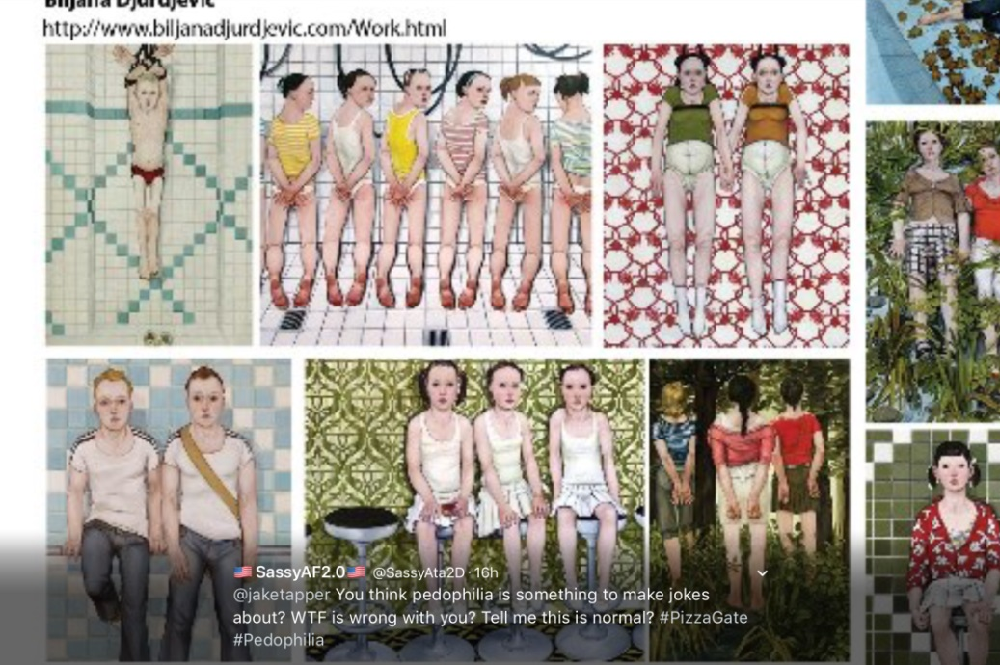 Biljana Djurdjevic
http://www.biljanadjurdjevic.com/Work.html
SassyAF2.0 @SassyAta2D · 16h
@jaketapper You think pedophilia is something to make jokes
about? WTF is wrong with you? Tell me this is normal? #PizzaGate
#Pedophilia